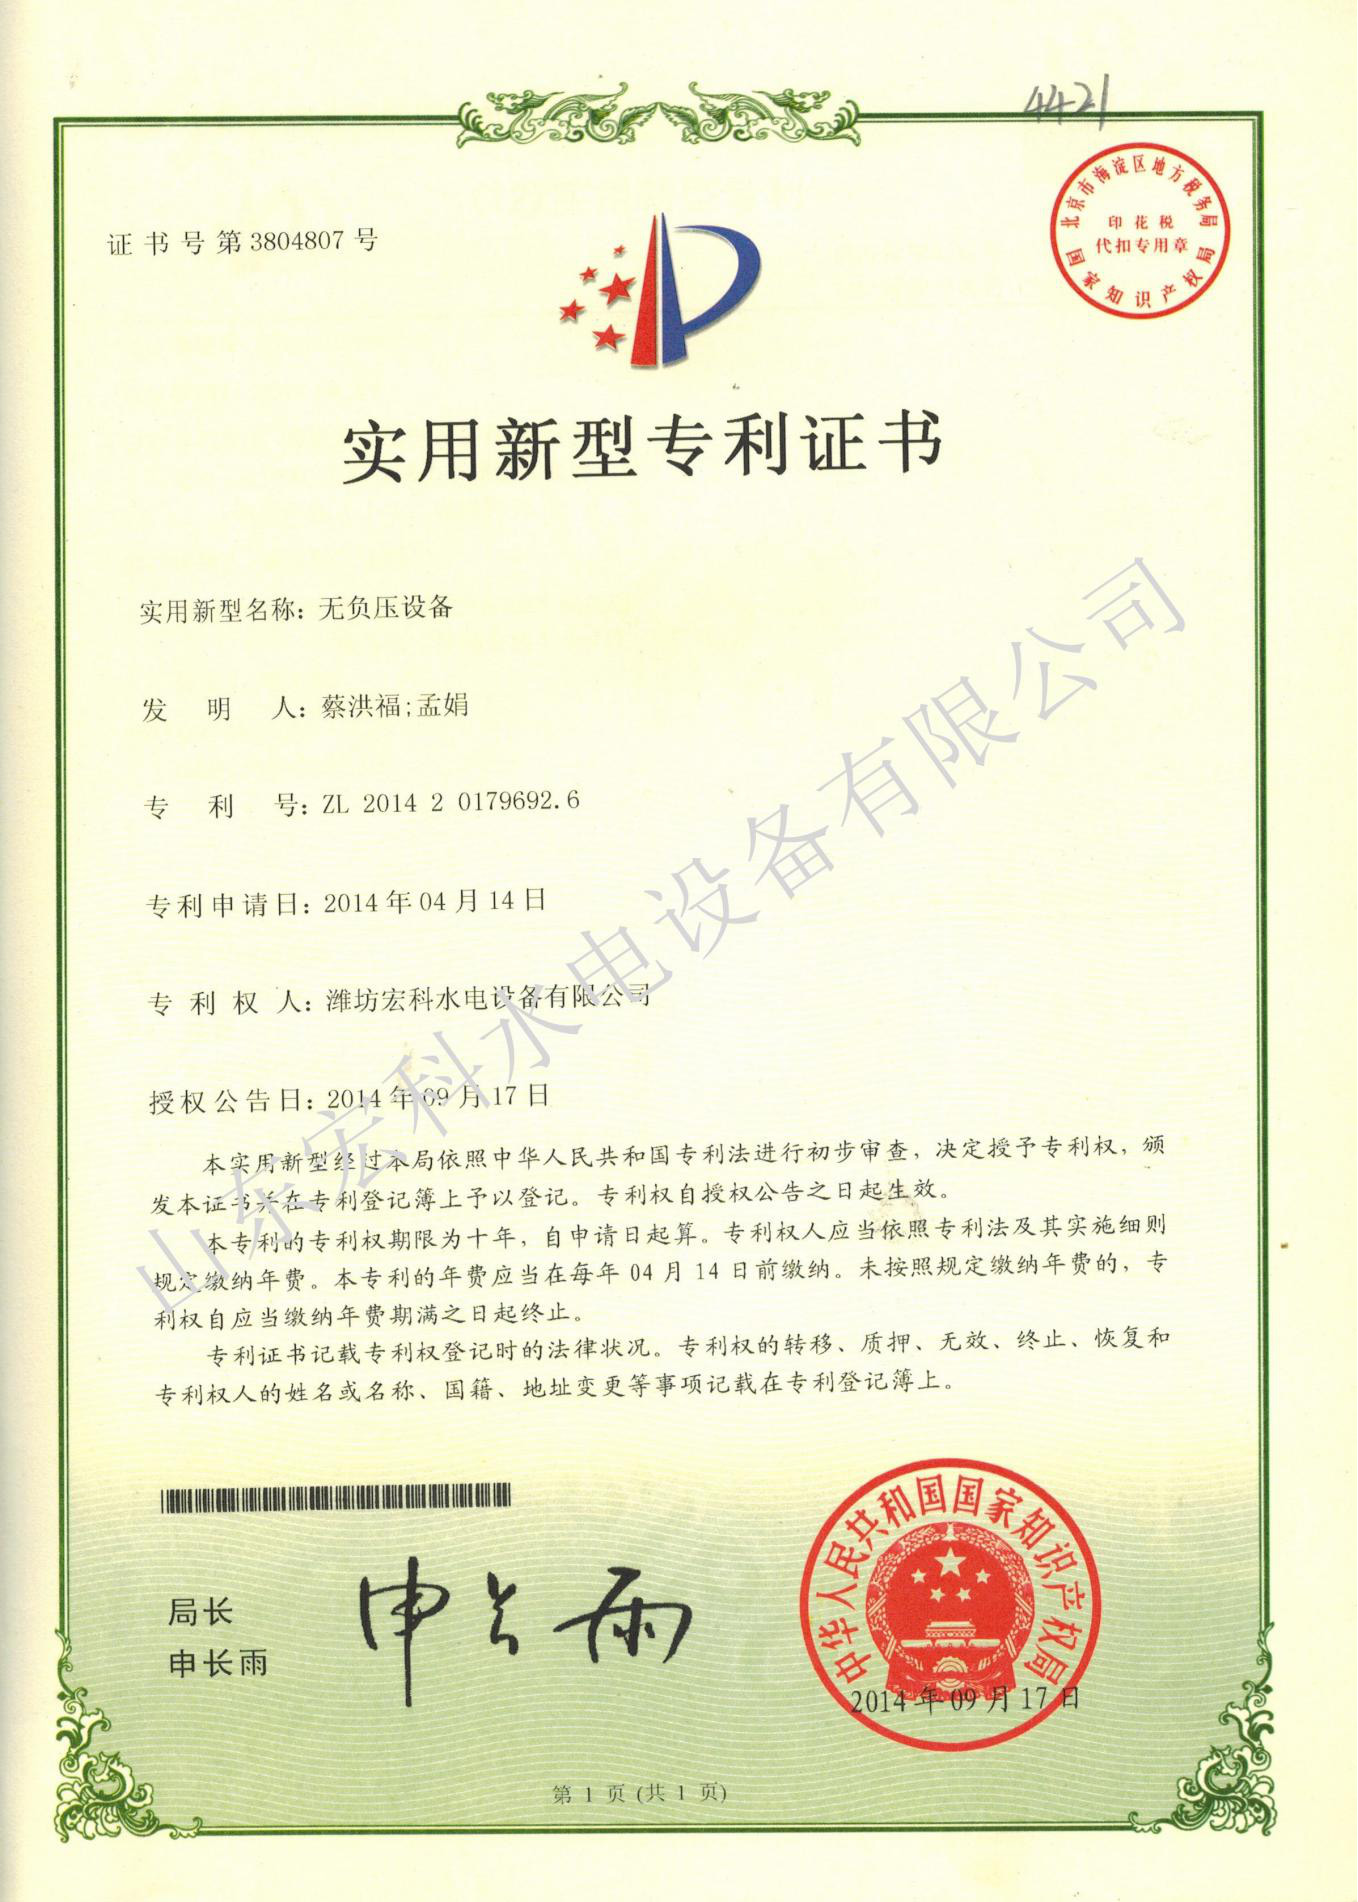 4421
北京市海淀区地方税务局
印花税
代扣专用章
国家知识产权局
证书号第3804807号
实用新型专利证书
实用新型名称：无负压设备
发明人：蔡洪福;孟娟
专利号：ZL 2014 2 0179692.6
专利申请日：2014年04月14日
专利权人：潍坊宏科水电设备有限公司
授权公告日：2014年09月17日
本实用新型经过本局依照中华人民共和国专利法进行初步审查，决定授予专利权，颁
发本证书并在专利登记簿上予以登记。专利权自授权公告之日起生效。
本专利的专利权期限为十年，自申请日起算。专利权人应当依照专利法及其实施细则
规定缴纳年费。本专利的年费应当在每年04月14日前缴纳。未按照规定缴纳年费的，专
利权自应当缴纳年费期满之日起终止。
专利证书记载专利权登记时的法律状况。专利权的转移、质押、无效、终止、恢复和
专利权人的姓名或名称、国籍、地址变更等事项记载在专利登记簿上。
山东宏科水电设备有限公司
局长
申长雨
申长雨
中华人民共和国国家知识产权局
2014年09月17日
第1页(共1页)